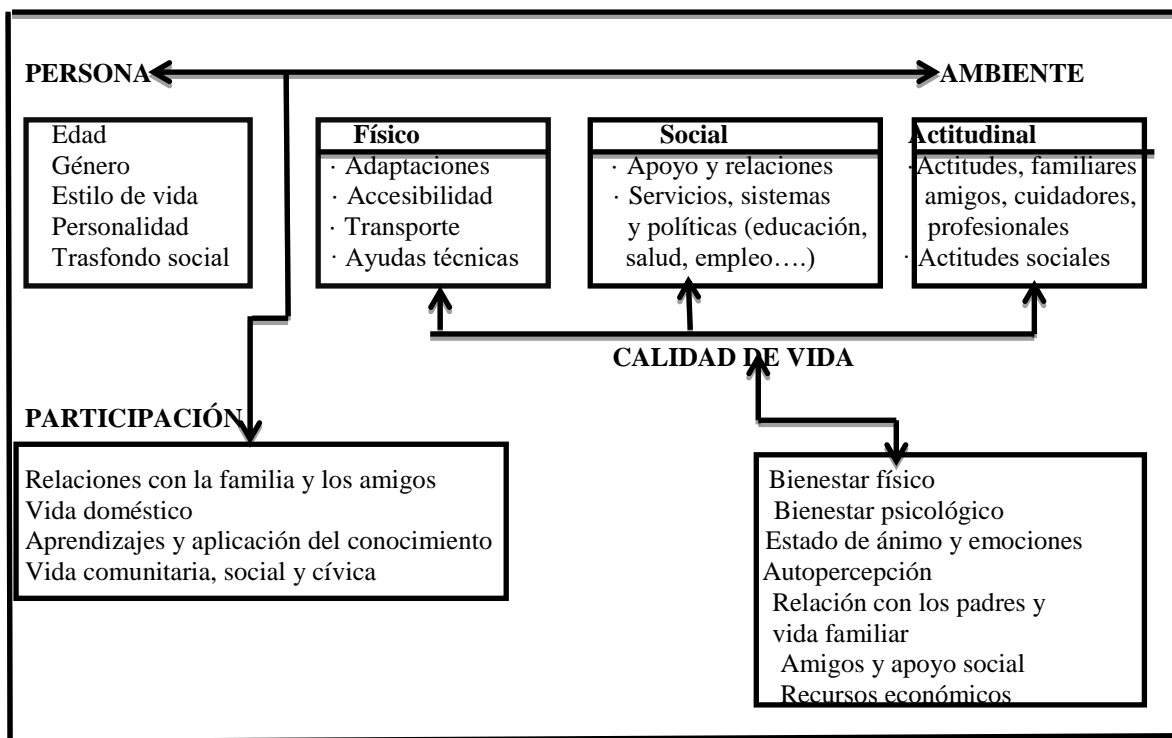 PERSONA
AMBIENTE
Edad
Género
Estilo de vida
Personalidad
Trasfondo social
Físico
· Adaptaciones
· Accesibilidad
· Transporte
· Ayudas técnicas
Social
· Apoyo y relaciones
· Servicios, sistemas
y políticas (educación,
salud, empleo….)
Actitudinal
· Actitudes, familiares
amigos, cuidadores,
profesionales
· Actitudes sociales
CALIDAD DE VIDA
PARTICIPACIÓN
Relaciones con la familia y los amigos
Vida doméstico
Aprendizajes y aplicación del conocimiento
Vida comunitaria, social y cívica
Bienestar físico
Bienestar psicológico
Estado de ánimo y emociones
Autopercepción
Relación con los padres y
vida familiar
Amigos y apoyo social
Recursos económicos